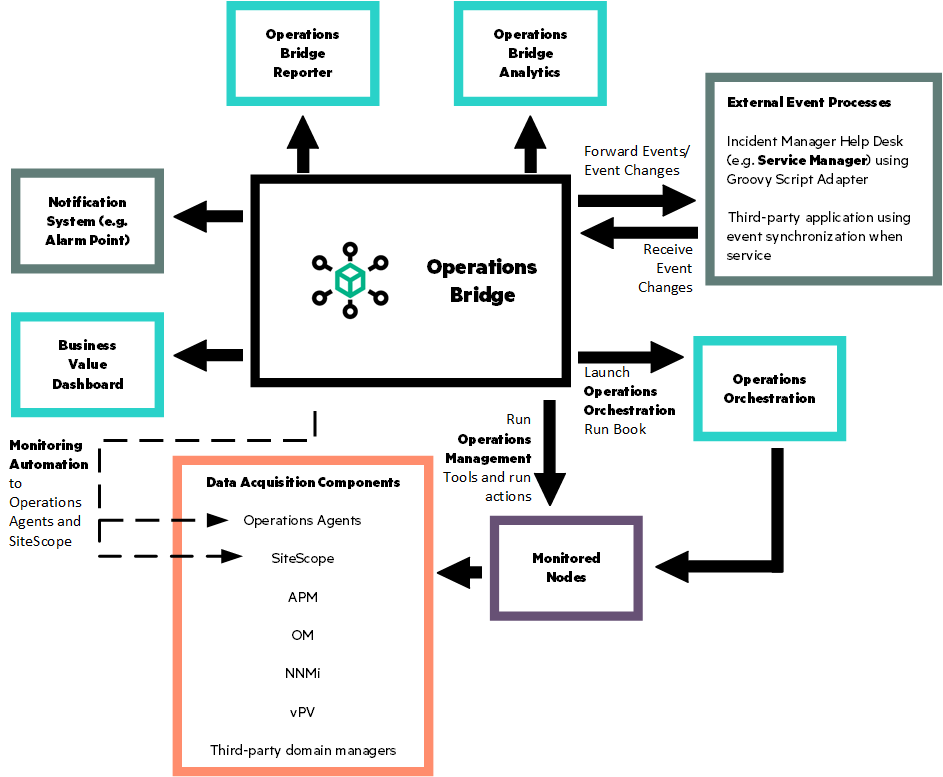 Operations
Bridge
Reporter
Operations
Bridge
Analytics
External Event Processes
Incident Manager Help Desk
(e.g. Service Manager) using
Groovy Script Adapter
Third-party application using
event synchronization when
service
Forward Events/
Event Changes
Receive
Event
Changes
Notification
System (e.g.
Alarm Point)
Operations
Bridge
Business
Value
Dashboard
Launch
Operations
Orchestration
Run Book
Operations
Orchestration
Run
Operations
Management
Tools and run
actions
Monitoring
Automation
to
Operations
Agents and
SiteScope
Data Acquisition Components
Operations Agents
SiteScope
APM
OM
NNMi
vPV
Third-party domain managers
Monitored
Nodes